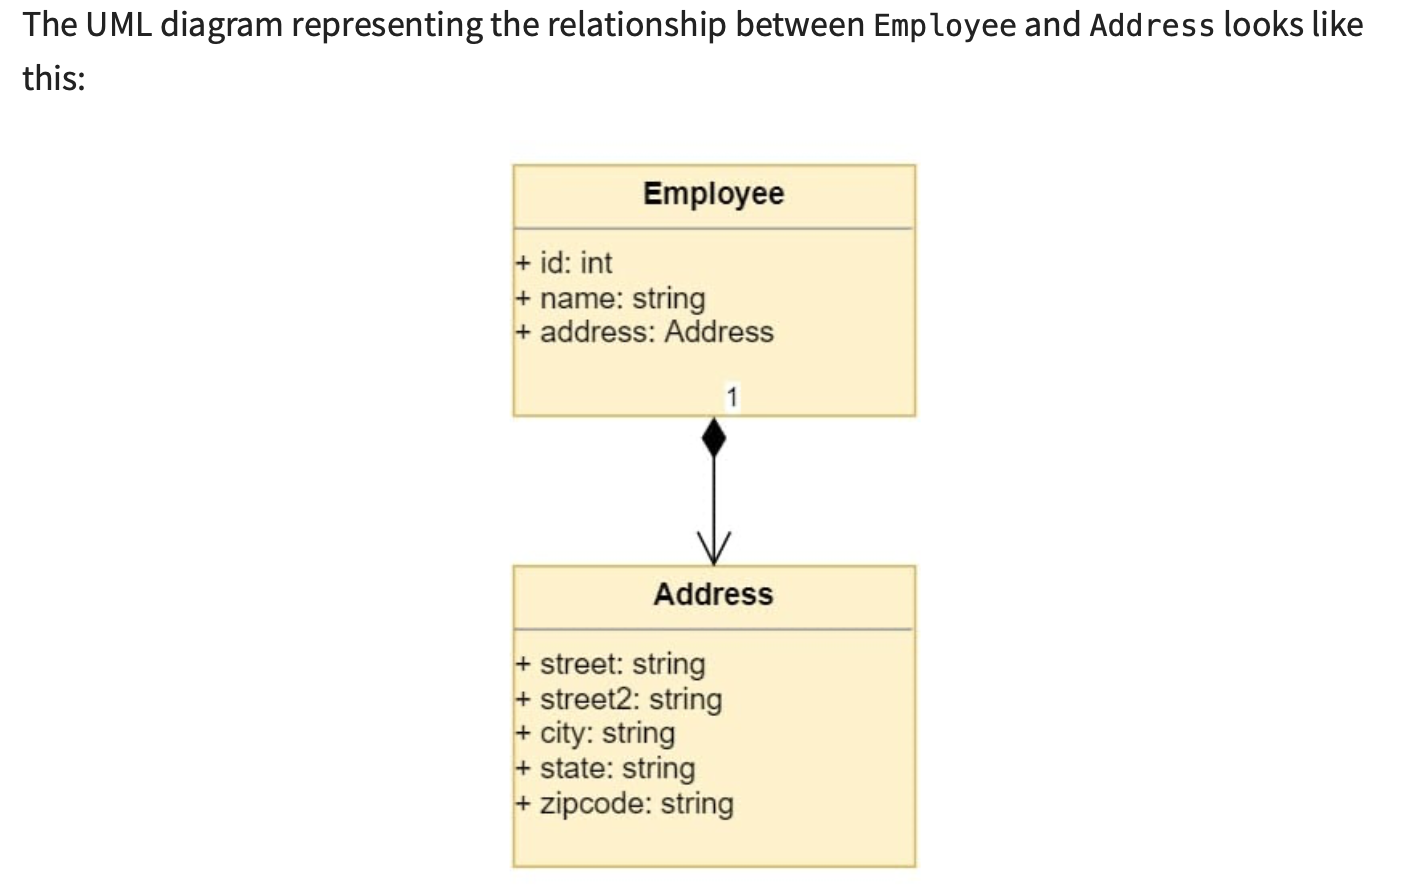 The UML diagram representing the relationship between Employee and Address looks like
this:
Employee
+ id: int
+ name: string
+ address: Address
1
Address
+ street: string
+ street2: string
+ city: string
+ state: string
+ zipcode: string